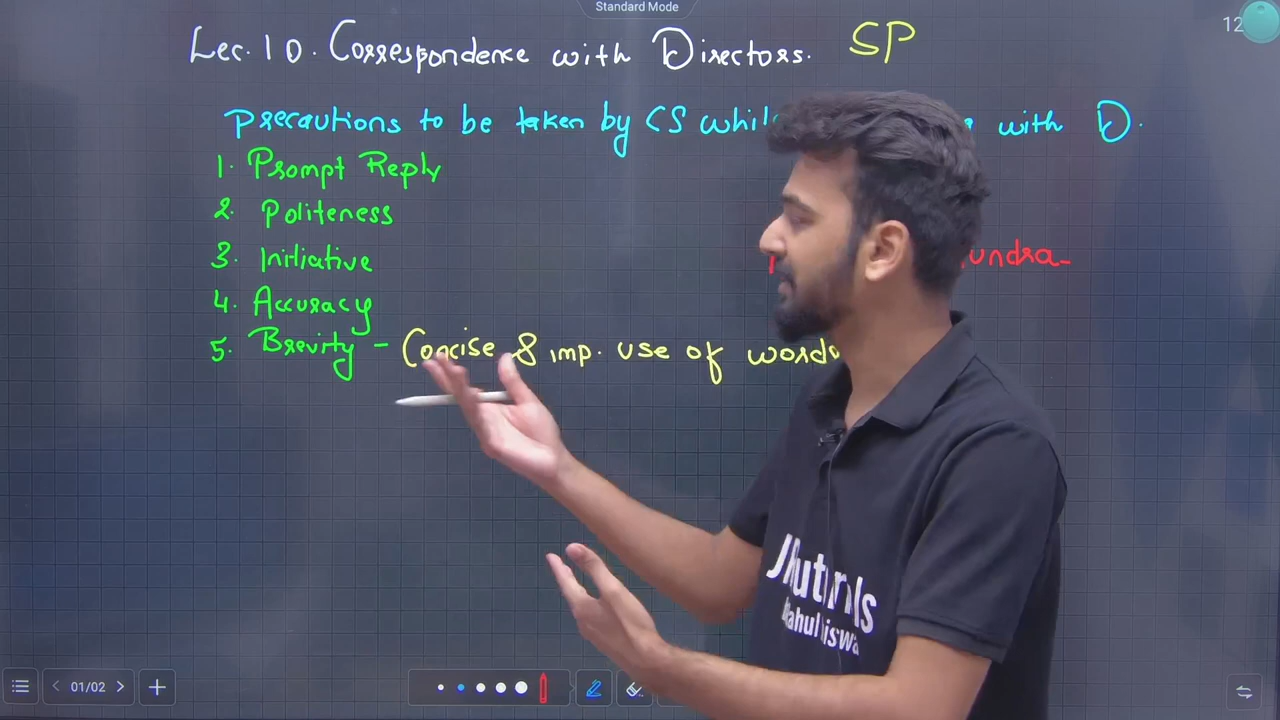 Standard Mode
12
Lec. 10. Correspondence with Directors. SP
precautions to be taken by CS with D.
1. Prompt Reply
2. Politeness
3. Initiative
4. Accuracy
5. Brevity - Concise & imp. use of words
01/02